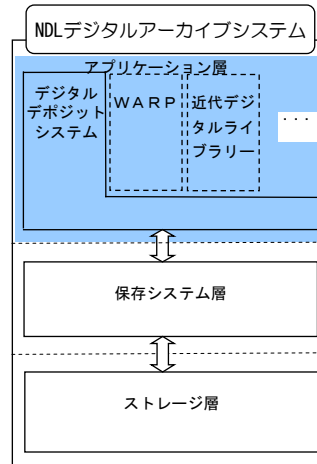 NDLデジタルアーカイブシステム
アプリケーション層
デジタル
デポジット
システム
ＷＡＲＰ
近代デジ
タルライ
ブラリー
・・・
保存システム層
ストレージ層